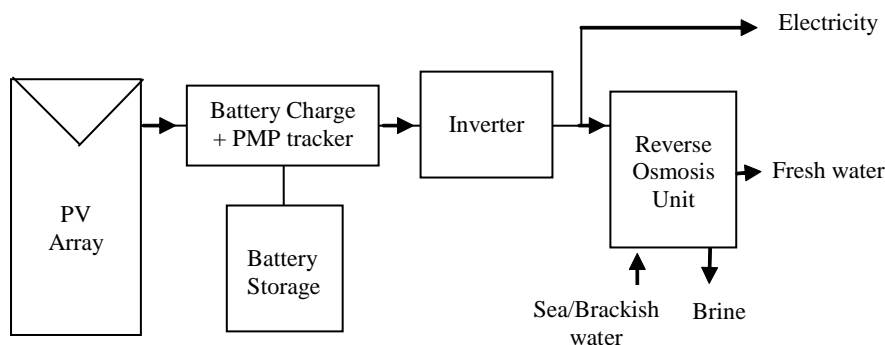 Electricity
Battery Charge
+ PMP tracker
Inverter
Reverse
Osmosis
Unit
Fresh water
PV
Array
Battery
Storage
Sea/Brackish
water
Brine